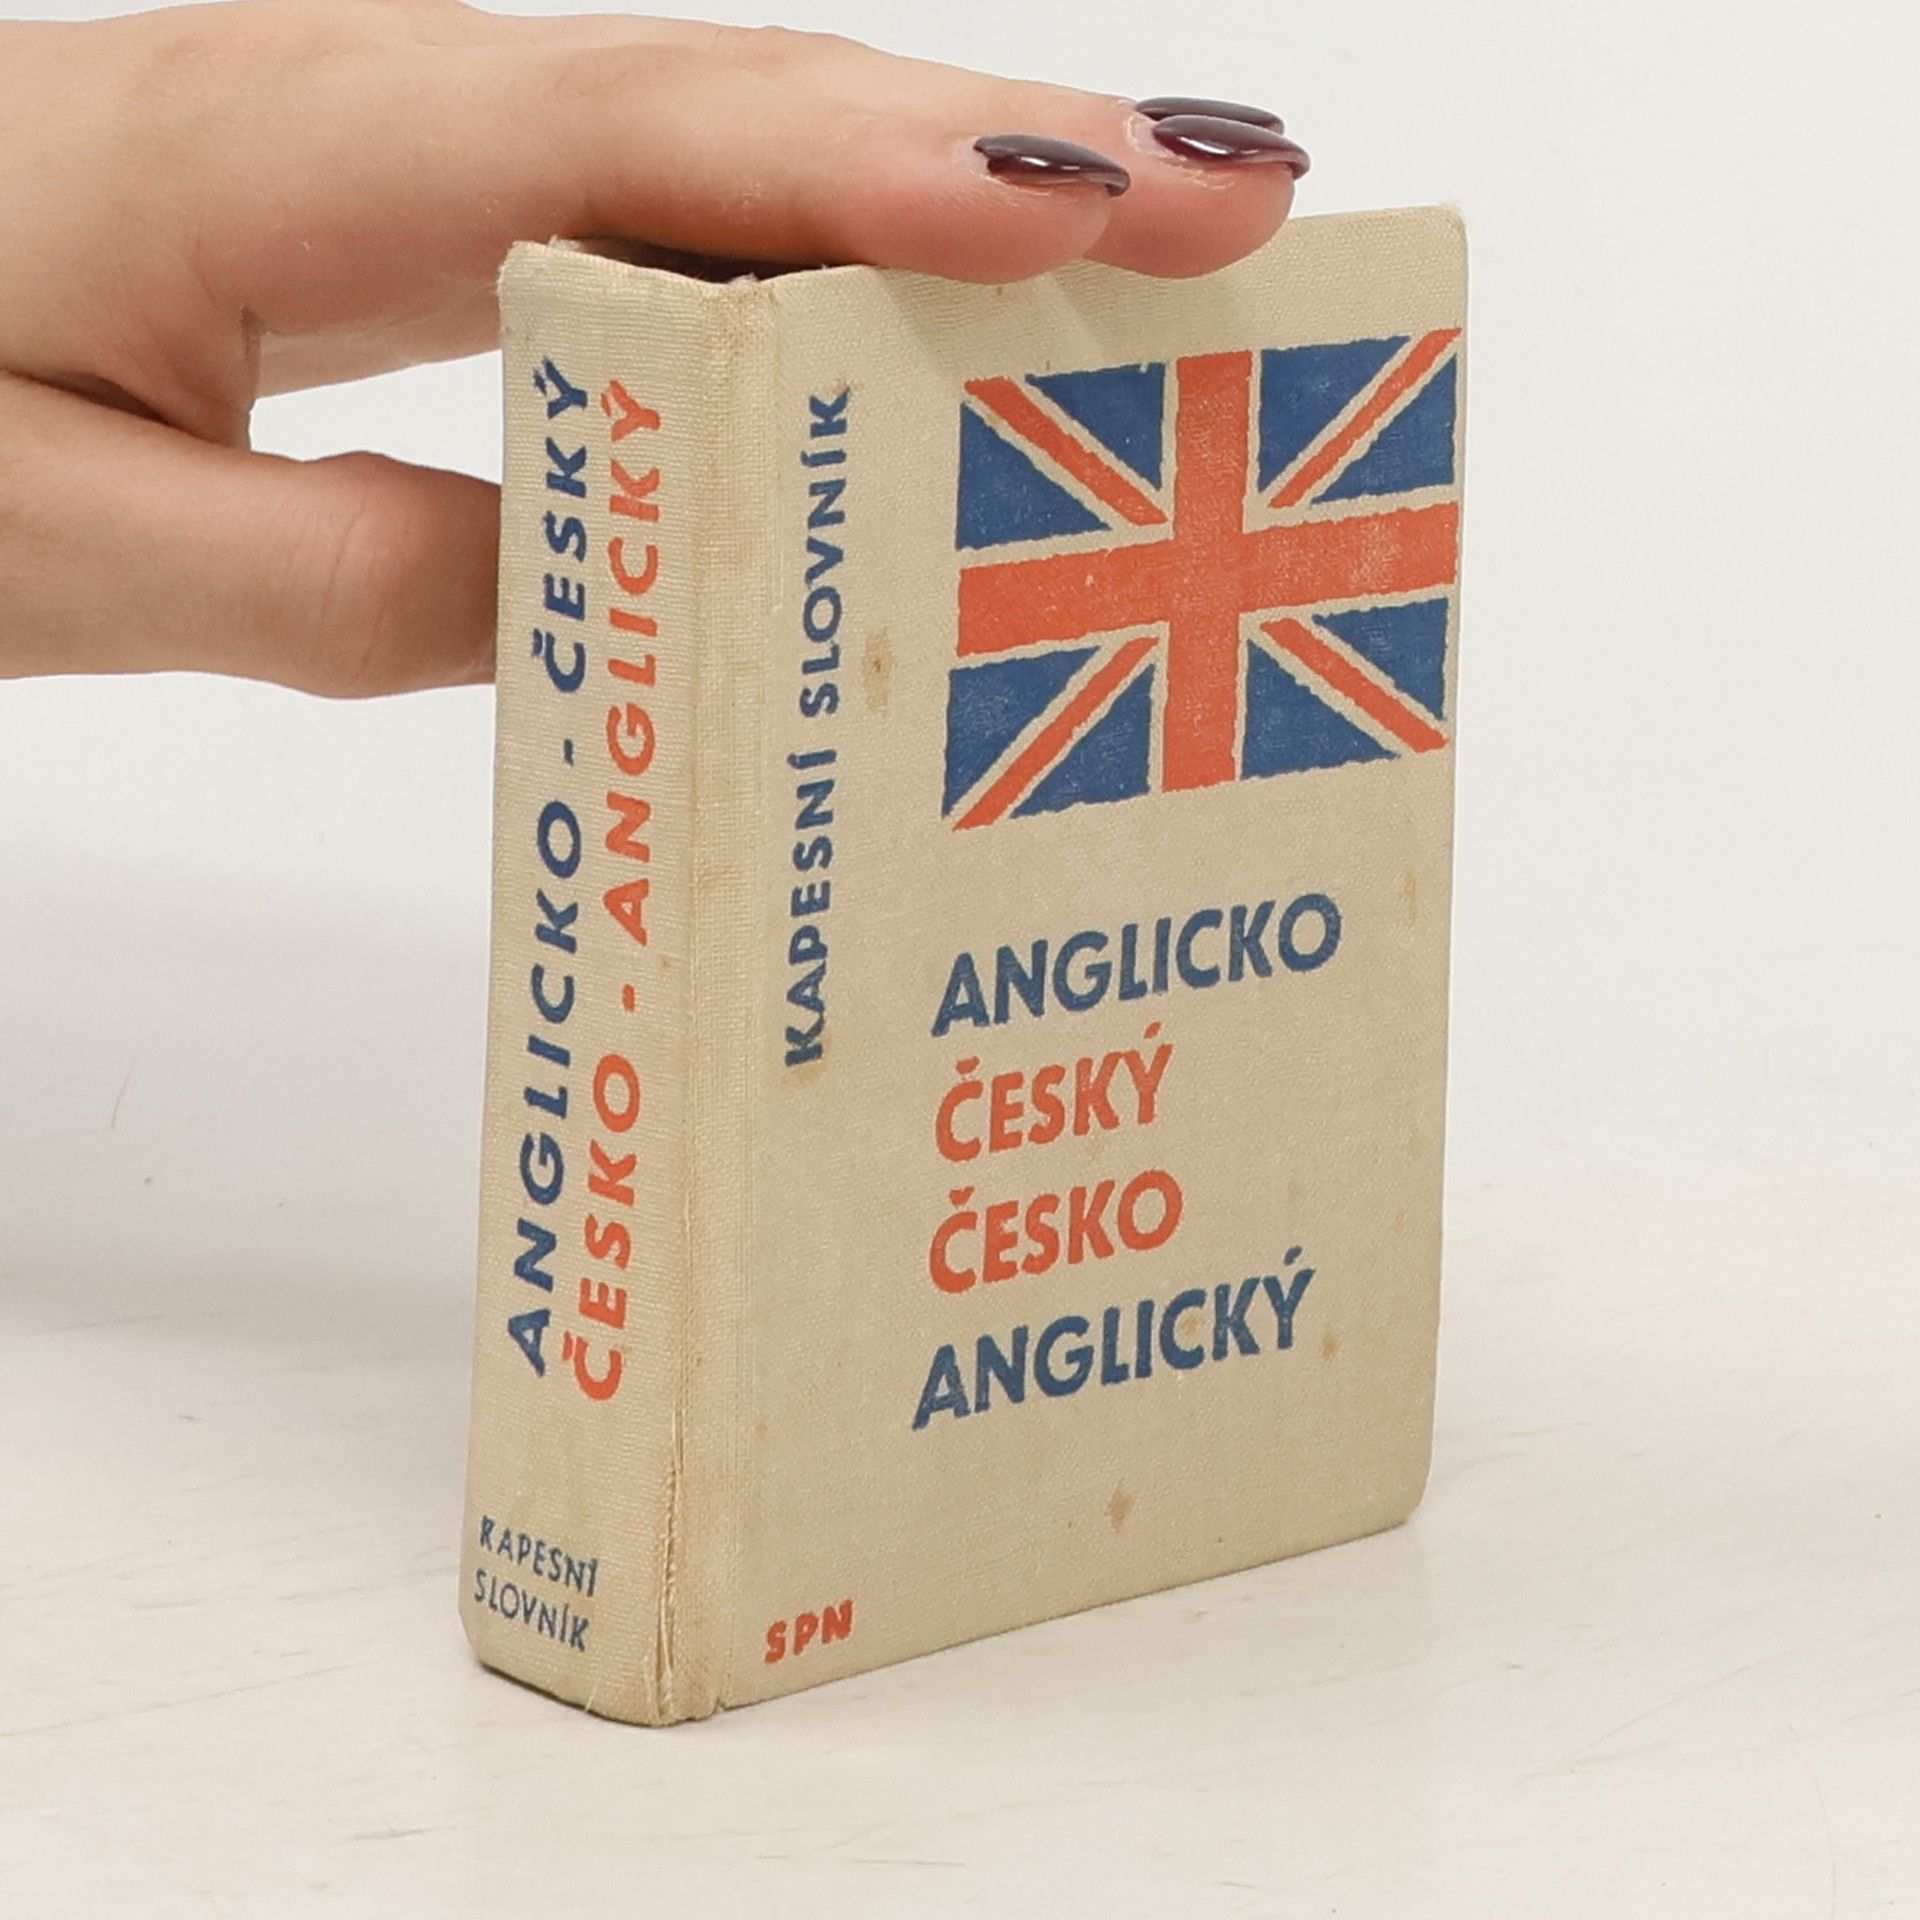 ANGLICKO - ČESKÝ
ČESKO - ANGLICKÝ
KAPESNÍ
SLOVNÍK
KAPESNÍ SLOVNÍK
ANGLICKO
ČESKÝ
ČESKO
ANGLICKÝ
SPN